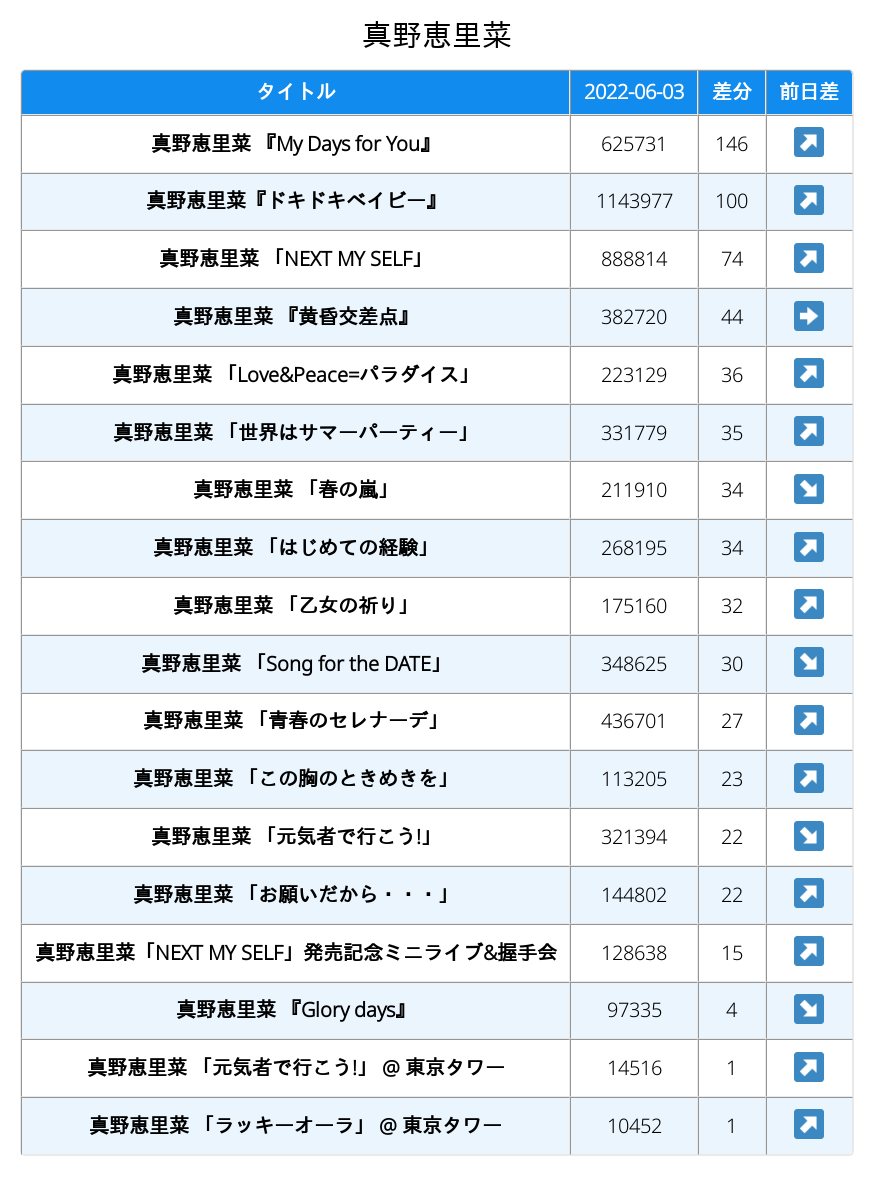 真野恵里菜
タイトル 2022-06-03 差分 前日差
真野恵里菜 『My Days for You』 625731 146 ↗
真野恵里菜『ドキドキベイビー』 1143977 100 ↗
真野恵里菜 「NEXT MY SELF」 888814 74 ↗
真野恵里菜 『黄昏交差点』 382720 44 ➡
真野恵里菜 「Love&Peace=パラダイス」 223129 36 ↗
真野恵里菜 「世界はサマーパーティー」 331779 35 ↗
真野恵里菜 「春の嵐」 211910 34 ↘
真野恵里菜 「はじめての経験」 268195 34 ↗
真野恵里菜 「乙女の祈り」 175160 32 ↗
真野恵里菜 「Song for the DATE」 348625 30 ↘
真野恵里菜 「青春のセレナーデ」 436701 27 ↗
真野恵里菜 「この胸のときめきを」 113205 23 ↗
真野恵里菜 「元気者で行こう!」 321394 22 ↘
真野恵里菜 「お願いだから・・・」 144802 22 ↗
真野恵里菜「NEXT MY SELF」発売記念ミニライブ&握手会 128638 15 ↗
真野恵里菜 『Glory days』 97335 4 ↘
真野恵里菜 「元気者で行こう!」 @ 東京タワー 14516 1 ↗
真野恵里菜 「ラッキーオーラ」 @ 東京タワー 10452 1 ↗